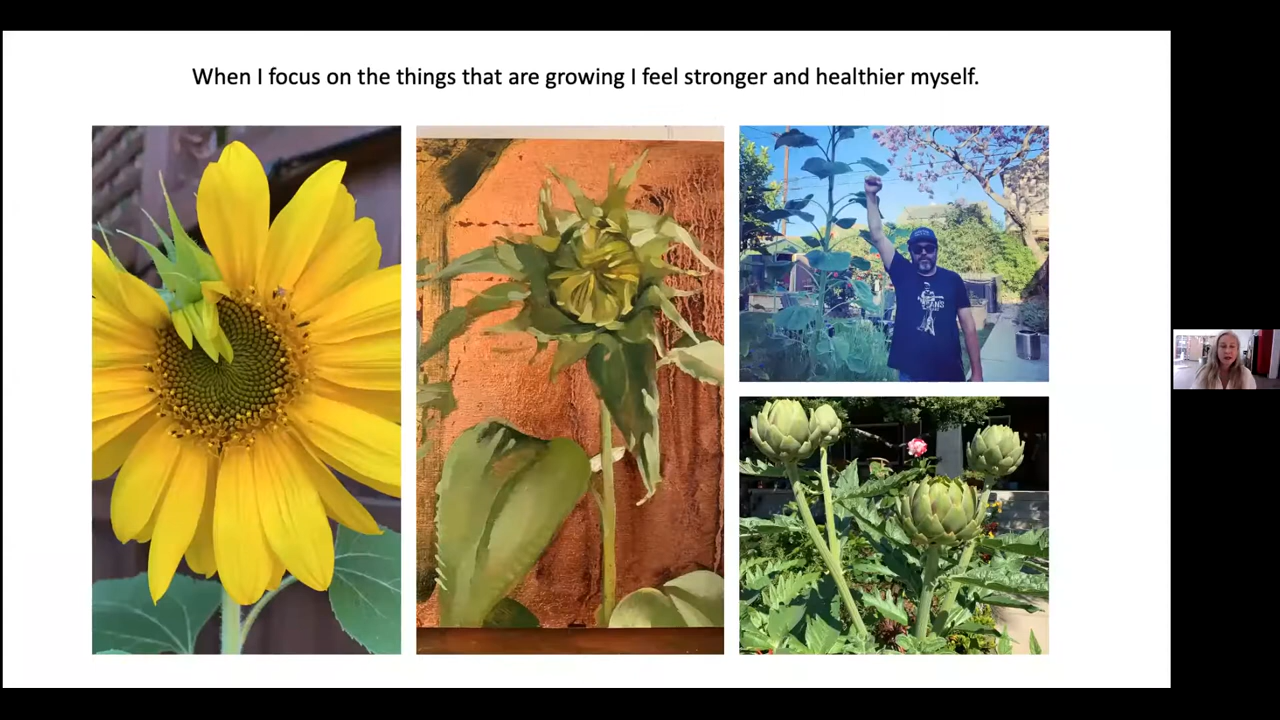 When I focus on the things that are growing I feel stronger and healthier myself.